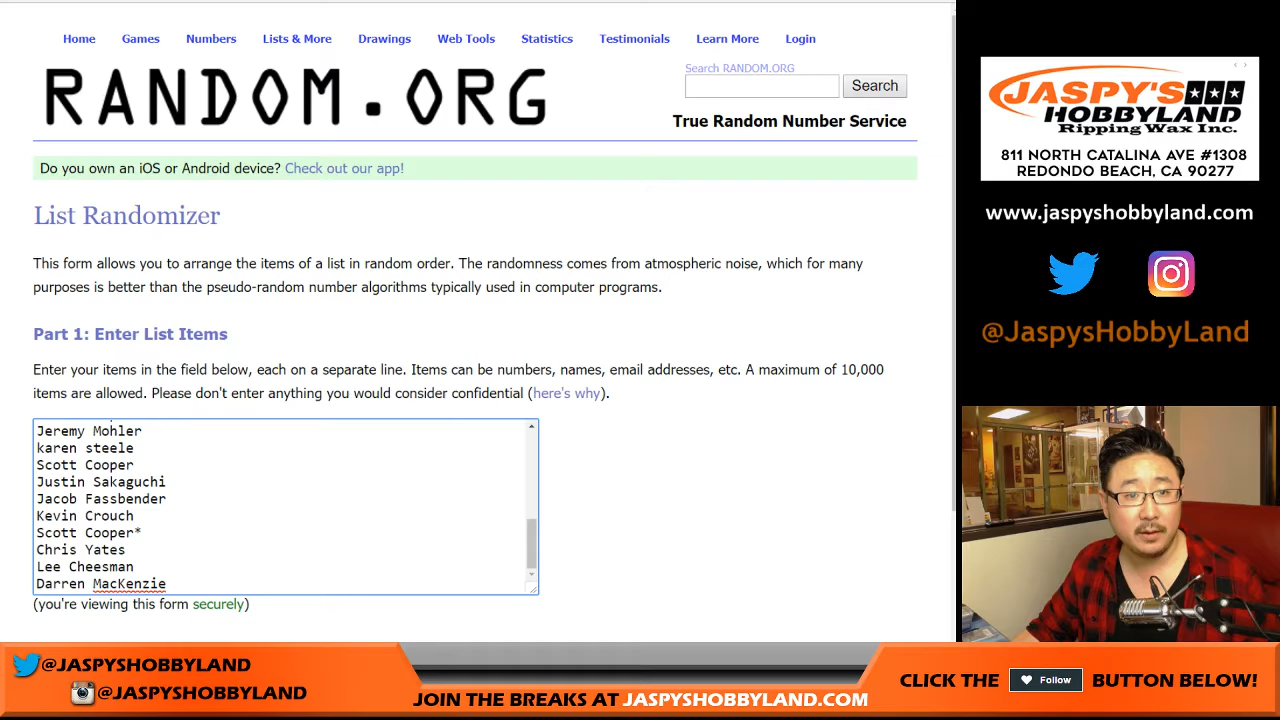 Home Games Numbers Lists & More Drawings Web Tools Statistics Testimonials Learn More Login
RANDOM.ORG
Search RANDOM.ORG
Search
True Random Number Service
Do you own an iOS or Android device? Check out our app!
List Randomizer
This form allows you to arrange the items of a list in random order. The randomness comes from atmospheric noise, which for many
purposes is better than the pseudo-random number algorithms typically used in computer programs.
Part 1: Enter List Items
Enter your items in the field below, each on a separate line. Items can be numbers, names, email addresses, etc. A maximum of 10,000
items are allowed. Please don't enter anything you would consider confidential (here's why).
Jeremy Mohler
karen steele
Scott Cooper
Justin Sakaguchi
Jacob Fassbender
Kevin Crouch
Scott Cooper*
Chris Yates
Lee Cheesman
Darren MacKenzie
(you're viewing this form securely)
JASPY'S
HOBBYLAND
Ripping Wax Inc.
811 NORTH CATALINA AVE #1308
REDONDO BEACH, CA 90277
www.jaspyshobbyland.com
@JaspysHobbyLand
@JASPYSHOBBYLAND
@JASPYSHOBBYLAND
JOIN THE BREAKS AT JASPYSHOBBYLAND.COM
CLICK THE Follow BUTTON BELOW!